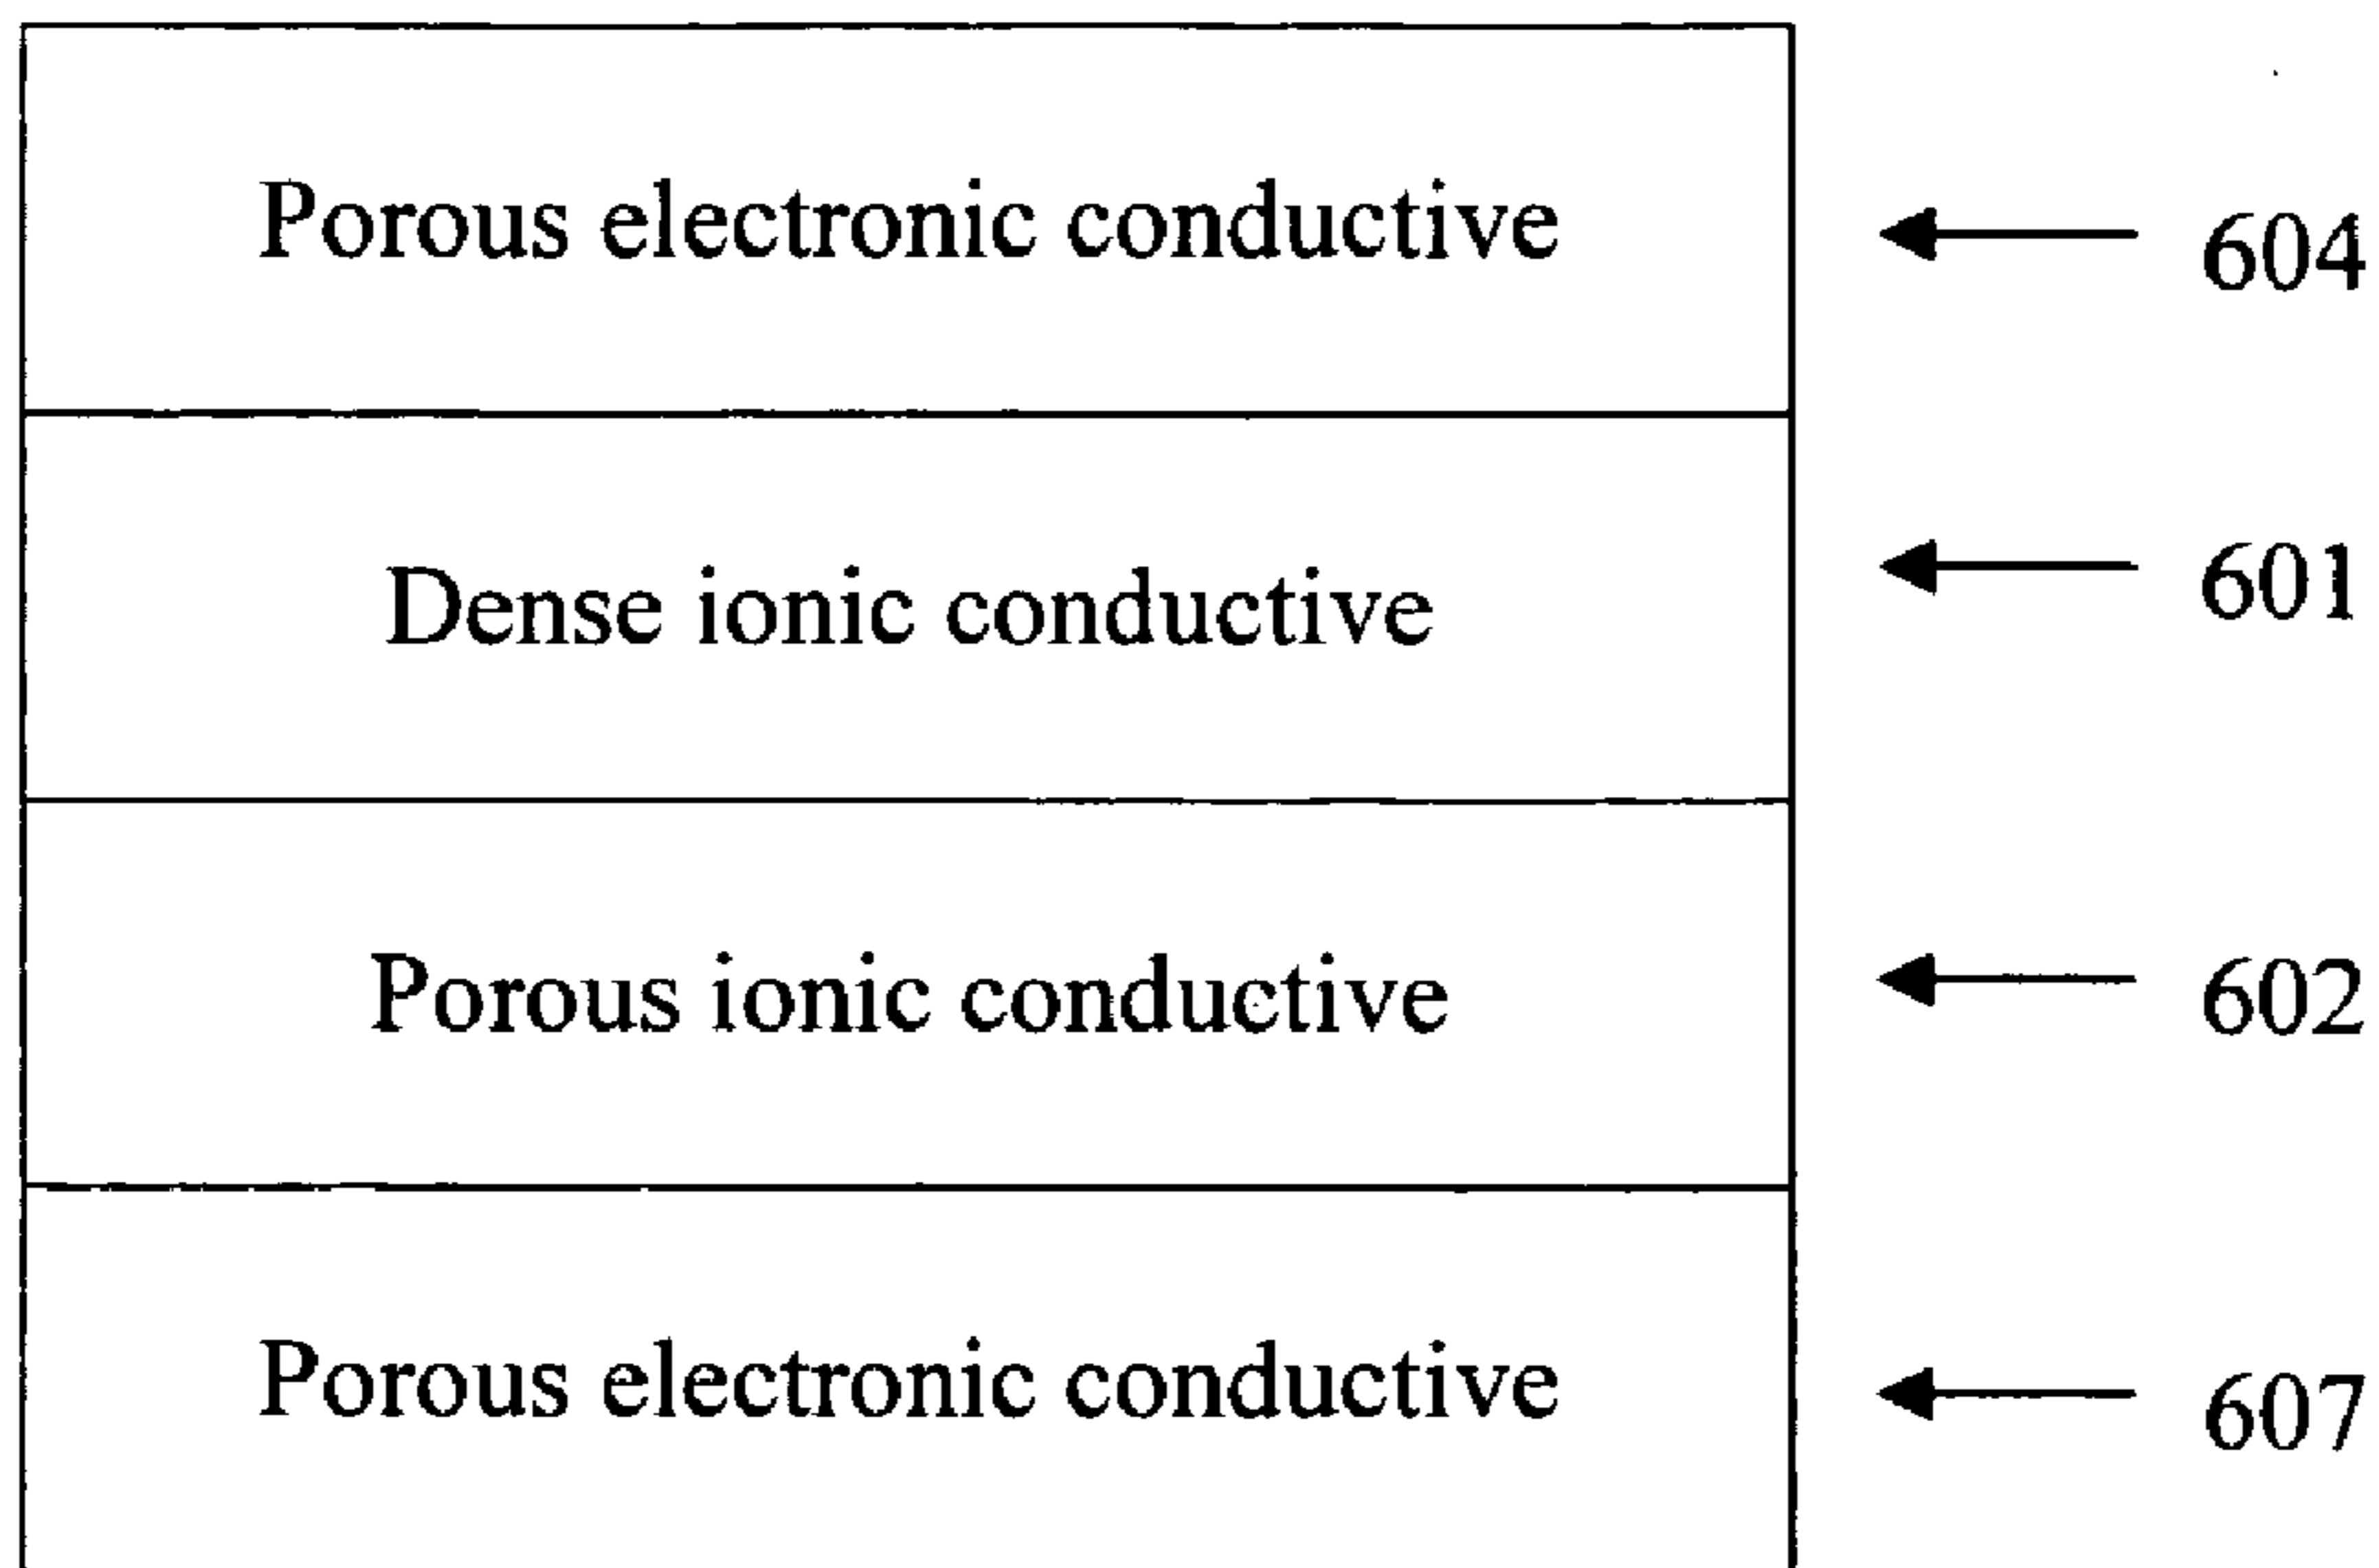 Porous electronic conductive 604
Dense ionic conductive 601
Porous ionic conductive 602
Porous electronic conductive 607